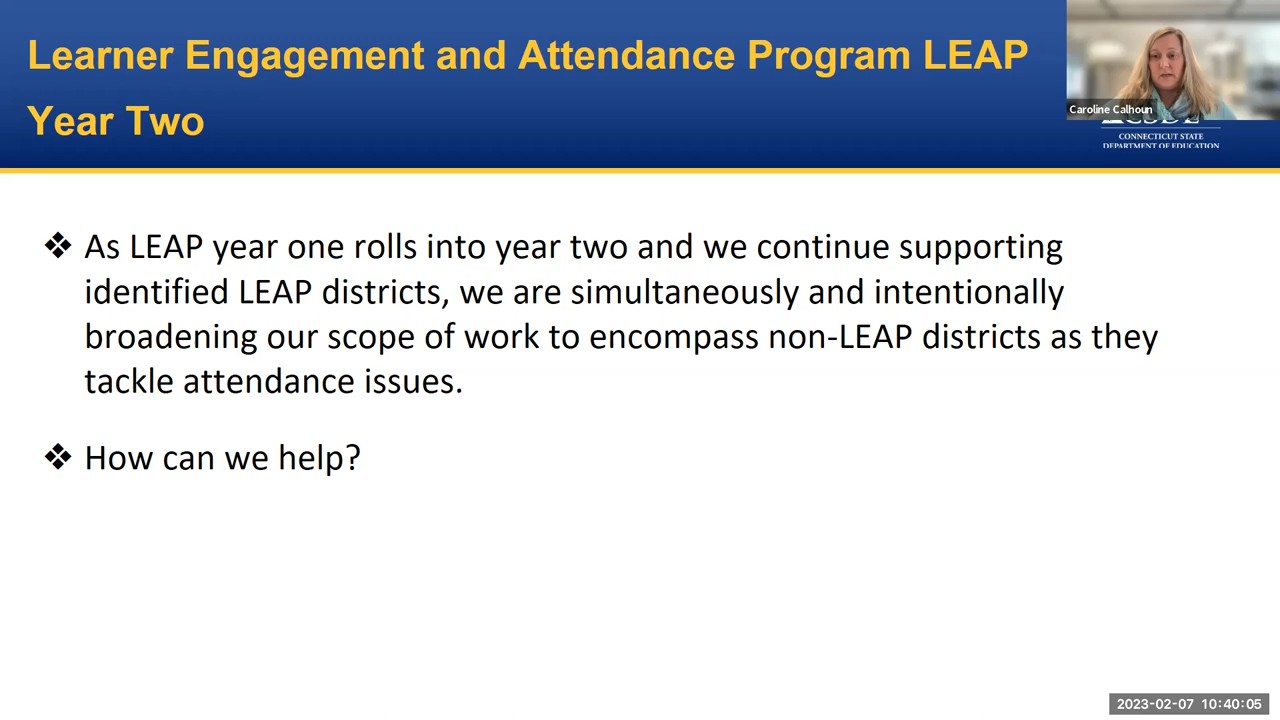 Learner Engagement and Attendance Program LEAP
Year Two
Caroline Calhoun
CONNECTICUT STATE
DEPARTMENT OF EDUCATION
❖ As LEAP year one rolls into year two and we continue supporting
identified LEAP districts, we are simultaneously and intentionally
broadening our scope of work to encompass non-LEAP districts as they
tackle attendance issues.
❖ How can we help?
2023-02-07 10:40:05